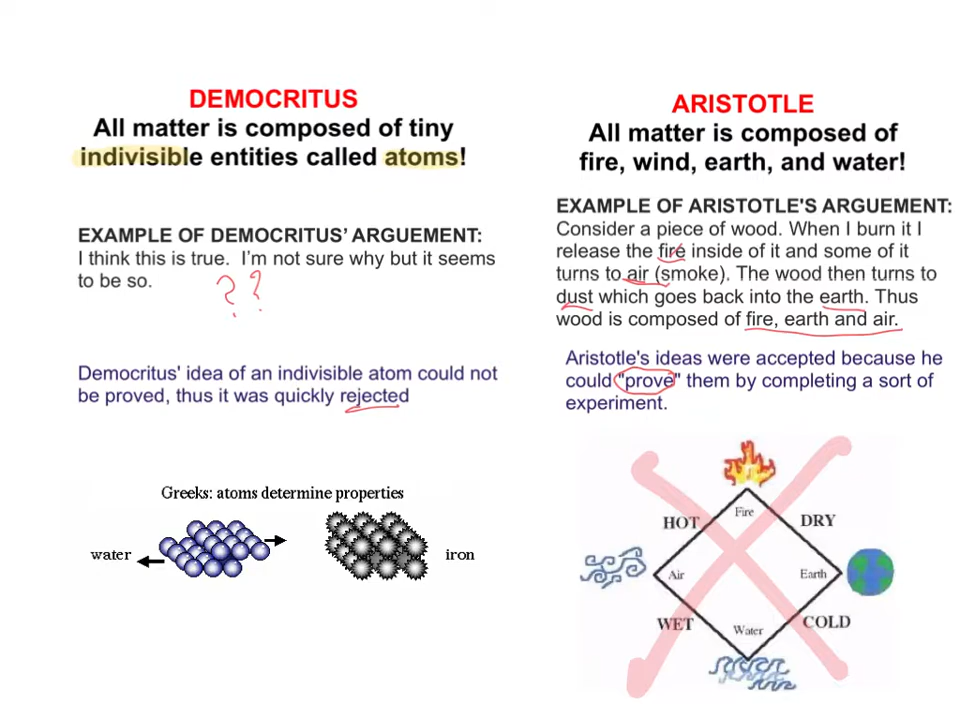 DEMOCRITUS
All matter is composed of tiny
indivisible entities called atoms!
EXAMPLE OF DEMOCRITUS' ARGUEMENT:
I think this is true.  I'm not sure why but it seems
to be so.
??
Democritus' idea of an indivisible atom could not
be proved, thus it was quickly rejected
Greeks: atoms determine properties
water
iron
ARISTOTLE
All matter is composed of
fire, wind, earth, and water!
EXAMPLE OF ARISTOTLE'S ARGUEMENT:
Consider a piece of wood. When I burn it I
release the fire inside of it and some of it
turns to air (smoke). The wood then turns to
dust which goes back into the earth. Thus
wood is composed of fire, earth and air.
Aristotle's ideas were accepted because he
could "prove" them by completing a sort of
experiment.
Fire
HOT
DRY
Air
Earth
WET
COLD
Water